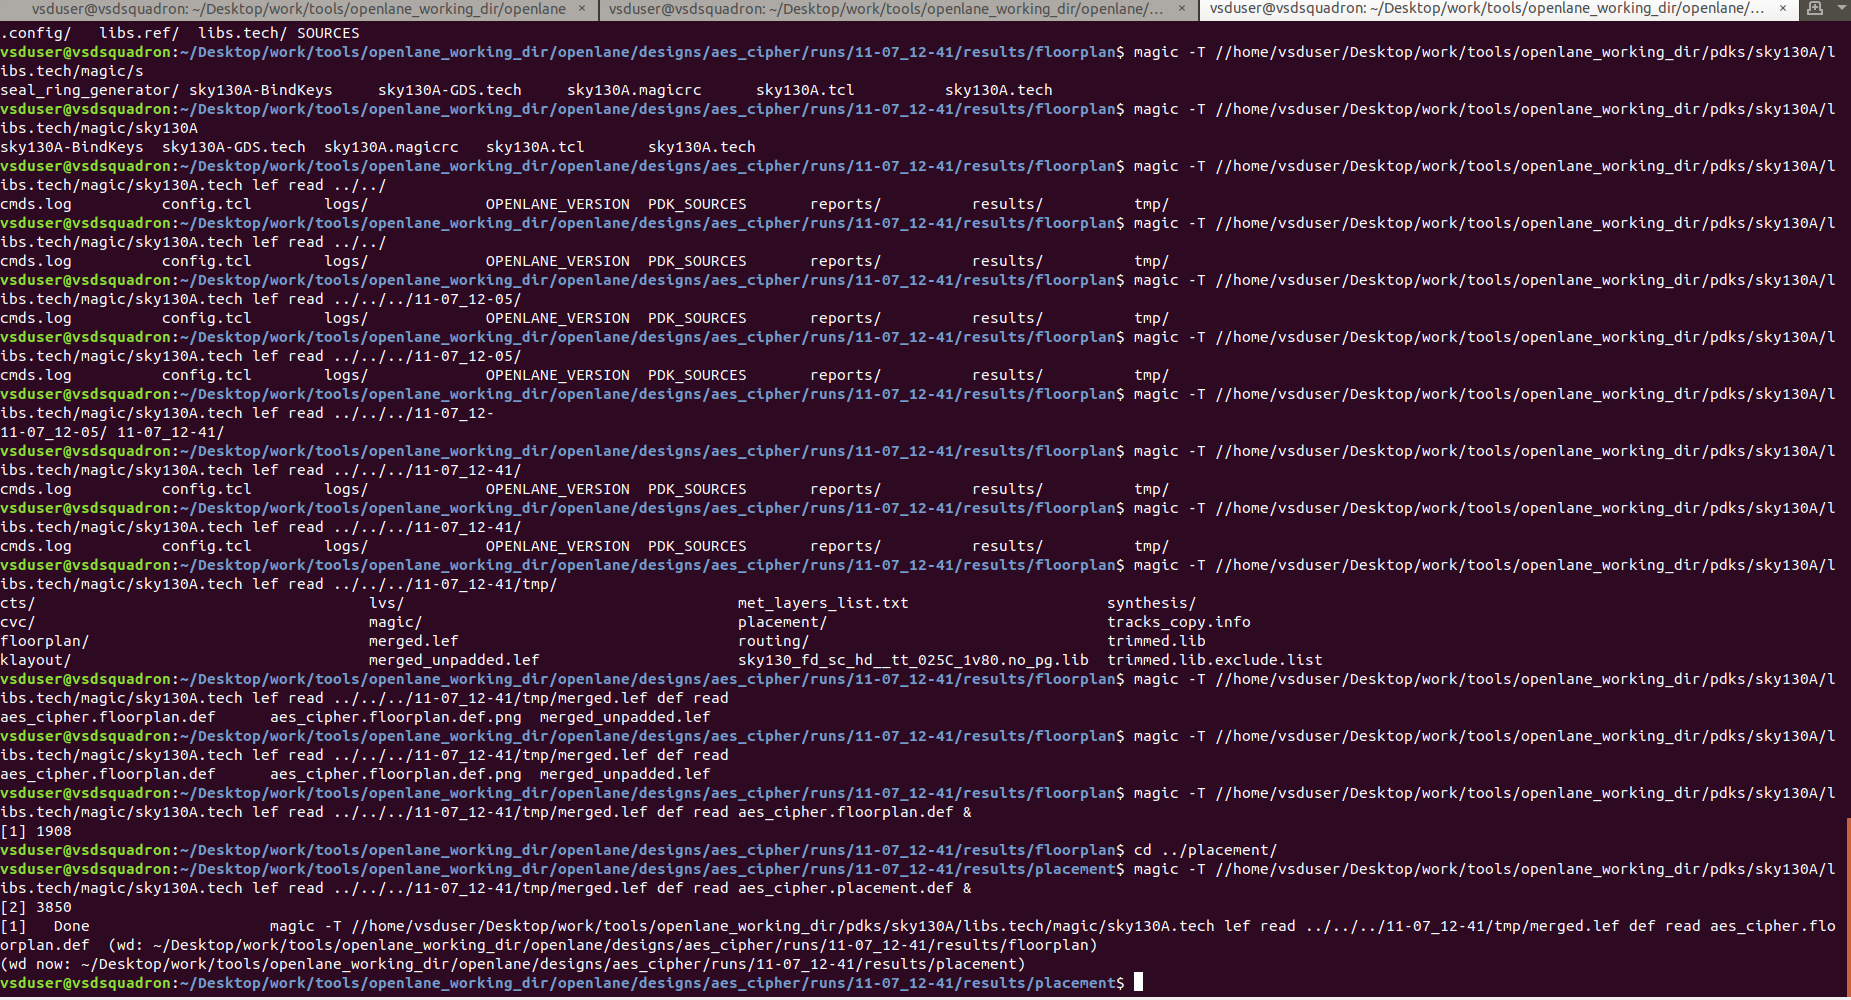 vsduser@vsdsquadron: ~/Desktop/work/tools/openlane_working_dir/openlane × vsduser@vsdsquadron: ~/Desktop/work/tools/openlane_working_dir/openlane/... × vsduser@vsdsquadron: ~/Desktop/work/tools/openlane_working_dir/openlane/... ×
.config/   libs.ref/  libs.tech/ SOURCES
vsduser@vsdsquadron:~/Desktop/work/tools/openlane_working_dir/openlane/designs/aes_cipher/runs/11-07_12-41/results/floorplan$ magic -T //home/vsduser/Desktop/work/tools/openlane_working_dir/pdks/sky130A/l
ibs.tech/magic/s
seal_ring_generator/ sky130A-BindKeys     sky130A-GDS.tech     sky130A.magicrc      sky130A.tcl          sky130A.tech
vsduser@vsdsquadron:~/Desktop/work/tools/openlane_working_dir/openlane/designs/aes_cipher/runs/11-07_12-41/results/floorplan$ magic -T //home/vsduser/Desktop/work/tools/openlane_working_dir/pdks/sky130A/l
ibs.tech/magic/sky130A
sky130A-BindKeys  sky130A-GDS.tech  sky130A.magicrc   sky130A.tcl       sky130A.tech
vsduser@vsdsquadron:~/Desktop/work/tools/openlane_working_dir/openlane/designs/aes_cipher/runs/11-07_12-41/results/floorplan$ magic -T //home/vsduser/Desktop/work/tools/openlane_working_dir/pdks/sky130A/l
ibs.tech/magic/sky130A.tech lef read ../../
cmds.log          config.tcl        logs/             OPENLANE_VERSION  PDK_SOURCES       reports/          results/          tmp/
vsduser@vsdsquadron:~/Desktop/work/tools/openlane_working_dir/openlane/designs/aes_cipher/runs/11-07_12-41/results/floorplan$ magic -T //home/vsduser/Desktop/work/tools/openlane_working_dir/pdks/sky130A/l
ibs.tech/magic/sky130A.tech lef read ../../
cmds.log          config.tcl        logs/             OPENLANE_VERSION  PDK_SOURCES       reports/          results/          tmp/
vsduser@vsdsquadron:~/Desktop/work/tools/openlane_working_dir/openlane/designs/aes_cipher/runs/11-07_12-41/results/floorplan$ magic -T //home/vsduser/Desktop/work/tools/openlane_working_dir/pdks/sky130A/l
ibs.tech/magic/sky130A.tech lef read ../../../11-07_12-05/
cmds.log          config.tcl        logs/             OPENLANE_VERSION  PDK_SOURCES       reports/          results/          tmp/
vsduser@vsdsquadron:~/Desktop/work/tools/openlane_working_dir/openlane/designs/aes_cipher/runs/11-07_12-41/results/floorplan$ magic -T //home/vsduser/Desktop/work/tools/openlane_working_dir/pdks/sky130A/l
ibs.tech/magic/sky130A.tech lef read ../../../11-07_12-05/
cmds.log          config.tcl        logs/             OPENLANE_VERSION  PDK_SOURCES       reports/          results/          tmp/
vsduser@vsdsquadron:~/Desktop/work/tools/openlane_working_dir/openlane/designs/aes_cipher/runs/11-07_12-41/results/floorplan$ magic -T //home/vsduser/Desktop/work/tools/openlane_working_dir/pdks/sky130A/l
ibs.tech/magic/sky130A.tech lef read ../../../11-07_12-
11-07_12-05/ 11-07_12-41/
vsduser@vsdsquadron:~/Desktop/work/tools/openlane_working_dir/openlane/designs/aes_cipher/runs/11-07_12-41/results/floorplan$ magic -T //home/vsduser/Desktop/work/tools/openlane_working_dir/pdks/sky130A/l
ibs.tech/magic/sky130A.tech lef read ../../../11-07_12-41/
cmds.log          config.tcl        logs/             OPENLANE_VERSION  PDK_SOURCES       reports/          results/          tmp/
vsduser@vsdsquadron:~/Desktop/work/tools/openlane_working_dir/openlane/designs/aes_cipher/runs/11-07_12-41/results/floorplan$ magic -T //home/vsduser/Desktop/work/tools/openlane_working_dir/pdks/sky130A/l
ibs.tech/magic/sky130A.tech lef read ../../../11-07_12-41/
cmds.log          config.tcl        logs/             OPENLANE_VERSION  PDK_SOURCES       reports/          results/          tmp/
vsduser@vsdsquadron:~/Desktop/work/tools/openlane_working_dir/openlane/designs/aes_cipher/runs/11-07_12-41/results/floorplan$ magic -T //home/vsduser/Desktop/work/tools/openlane_working_dir/pdks/sky130A/l
ibs.tech/magic/sky130A.tech lef read ../../../11-07_12-41/tmp/
cts/                                     lvs/                                     met_layers_list.txt                      synthesis/
cvc/                                     magic/                                   placement/                               tracks_copy.info
floorplan/                               merged.lef                               routing/                                 trimmed.lib
klayout/                                 merged_unpadded.lef                      sky130_fd_sc_hd__tt_025C_1v80.no_pg.lib  trimmed.lib.exclude.list
vsduser@vsdsquadron:~/Desktop/work/tools/openlane_working_dir/openlane/designs/aes_cipher/runs/11-07_12-41/results/floorplan$ magic -T //home/vsduser/Desktop/work/tools/openlane_working_dir/pdks/sky130A/l
ibs.tech/magic/sky130A.tech lef read ../../../11-07_12-41/tmp/merged.lef def read
aes_cipher.floorplan.def      aes_cipher.floorplan.def.png  merged_unpadded.lef
vsduser@vsdsquadron:~/Desktop/work/tools/openlane_working_dir/openlane/designs/aes_cipher/runs/11-07_12-41/results/floorplan$ magic -T //home/vsduser/Desktop/work/tools/openlane_working_dir/pdks/sky130A/l
ibs.tech/magic/sky130A.tech lef read ../../../11-07_12-41/tmp/merged.lef def read
aes_cipher.floorplan.def      aes_cipher.floorplan.def.png  merged_unpadded.lef
vsduser@vsdsquadron:~/Desktop/work/tools/openlane_working_dir/openlane/designs/aes_cipher/runs/11-07_12-41/results/floorplan$ magic -T //home/vsduser/Desktop/work/tools/openlane_working_dir/pdks/sky130A/l
ibs.tech/magic/sky130A.tech lef read ../../../11-07_12-41/tmp/merged.lef def read aes_cipher.floorplan.def &
[1] 1908
vsduser@vsdsquadron:~/Desktop/work/tools/openlane_working_dir/openlane/designs/aes_cipher/runs/11-07_12-41/results/floorplan$ cd ../placement/
vsduser@vsdsquadron:~/Desktop/work/tools/openlane_working_dir/openlane/designs/aes_cipher/runs/11-07_12-41/results/placement$ magic -T //home/vsduser/Desktop/work/tools/openlane_working_dir/pdks/sky130A/l
ibs.tech/magic/sky130A.tech lef read ../../../11-07_12-41/tmp/merged.lef def read aes_cipher.placement.def &
[2] 3850
[1]   Done                    magic -T //home/vsduser/Desktop/work/tools/openlane_working_dir/pdks/sky130A/libs.tech/magic/sky130A.tech lef read ../../../11-07_12-41/tmp/merged.lef def read aes_cipher.flo
orplan.def  (wd: ~/Desktop/work/tools/openlane_working_dir/openlane/designs/aes_cipher/runs/11-07_12-41/results/floorplan)
(wd now: ~/Desktop/work/tools/openlane_working_dir/openlane/designs/aes_cipher/runs/11-07_12-41/results/placement)
vsduser@vsdsquadron:~/Desktop/work/tools/openlane_working_dir/openlane/designs/aes_cipher/runs/11-07_12-41/results/placement$